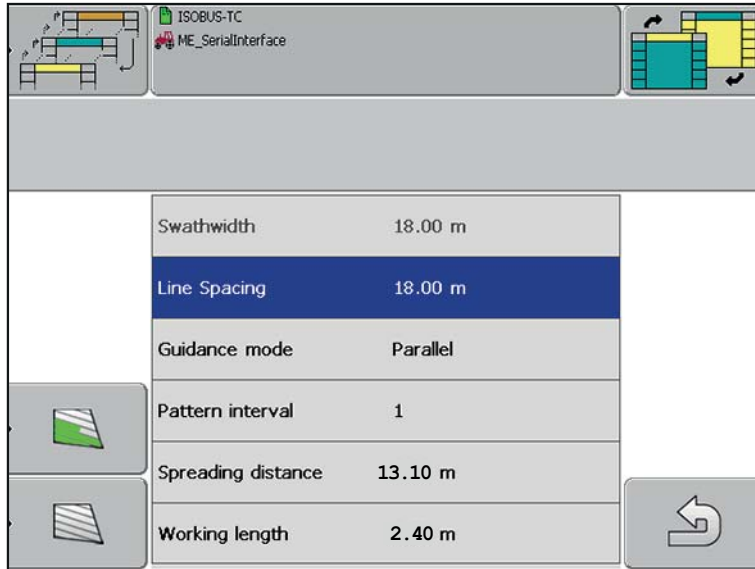 ISOBUS-TC
ME_SerialInterface
Swathwidth 18.00 m
Line Spacing 18.00 m
Guidance mode Parallel
Pattern interval 1
Spreading distance 13.10 m
Working length 2.40 m